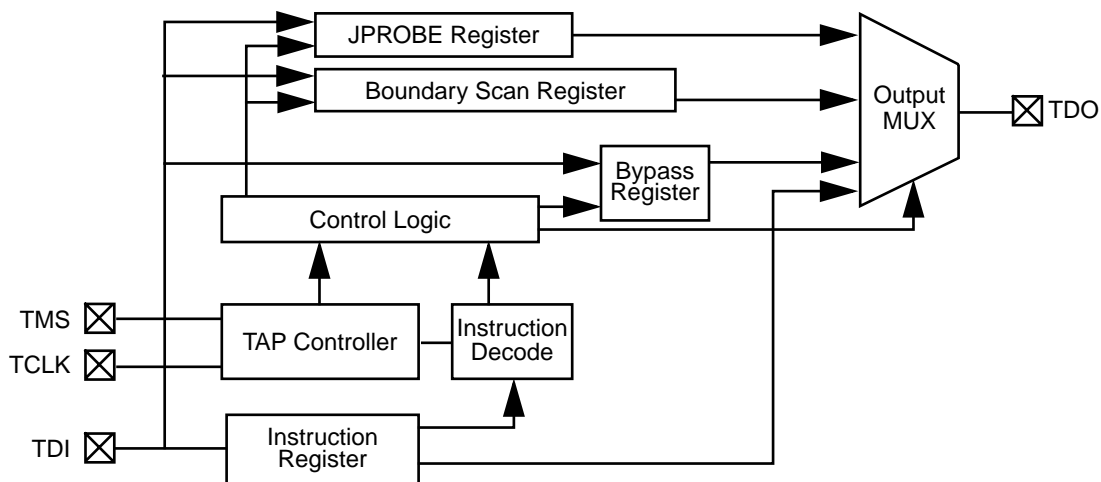 JPROBE Register
Boundary Scan Register
Output
MUX
TDO
Bypass
Register
Control Logic
TMS
TAP Controller
Instruction
Decode
TCLK
TDI
Instruction
Register